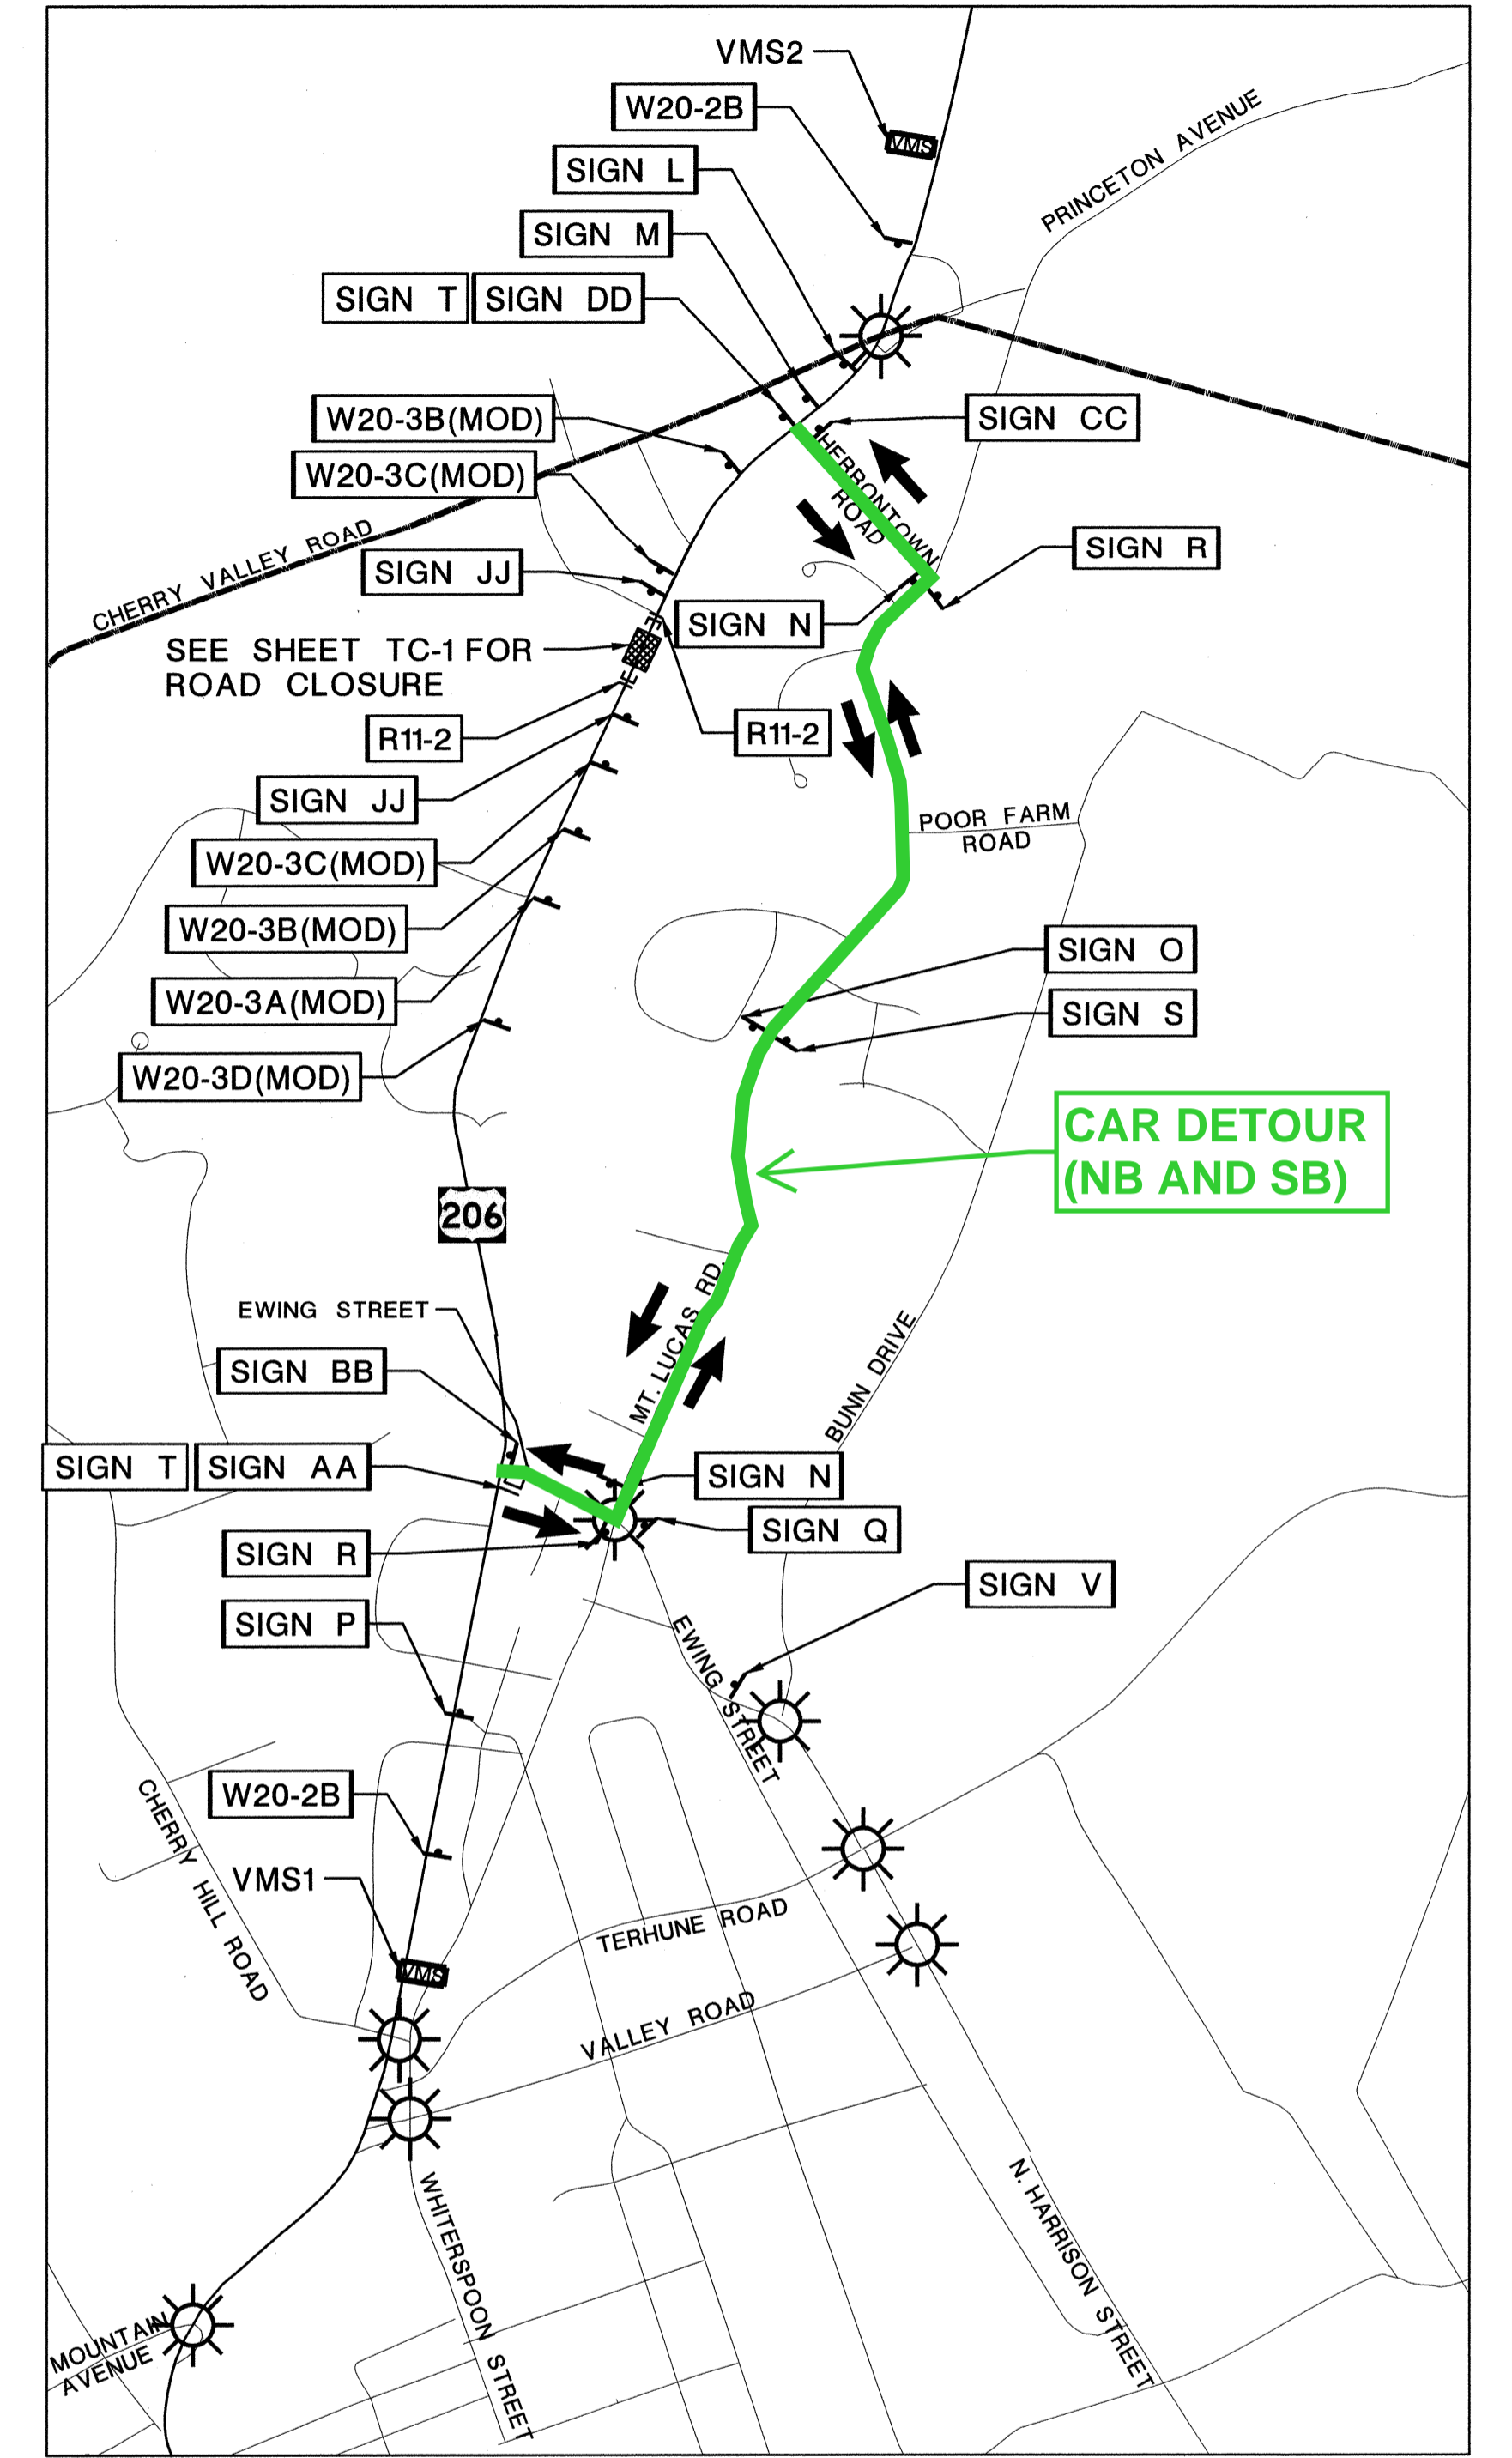 VMS2
W20-2B
VMS
SIGN L
PRINCETON AVENUE
SIGN M
SIGN T
SIGN DD
W20-3B(MOD)
SIGN CC
W20-3C(MOD)
HERRONTOWN
ROAD
CHERRY VALLEY ROAD
SIGN JJ
SIGN R
SIGN N
SEE SHEET TC-1 FOR
ROAD CLOSURE
R11-2
R11-2
SIGN JJ
POOR FARM
ROAD
W20-3C(MOD)
W20-3B(MOD)
SIGN O
W20-3A(MOD)
SIGN S
W20-3D(MOD)
CAR DETOUR
(NB AND SB)
206
MT. LUCAS RD.
EWING STREET
BUNN DRIVE
SIGN BB
SIGN T
SIGN AA
SIGN N
SIGN Q
SIGN R
SIGN V
SIGN P
EWING STREET
W20-2B
CHERRY HILL ROAD
VMS1
VMS
TERHUNE ROAD
VALLEY ROAD
WHITERSPOON STREET
N. HARRISON STREET
MOUNTAIN
AVENUE